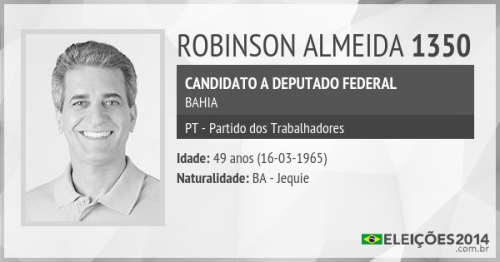 ROBINSON ALMEIDA 1350
CANDIDATO A DEPUTADO FEDERAL
BAHIA
PT - Partido dos Trabalhadores
Idade: 49 anos (16-03-1965)
Naturalidade: BA - Jequie
ELEIÇÕES2014
.com.br